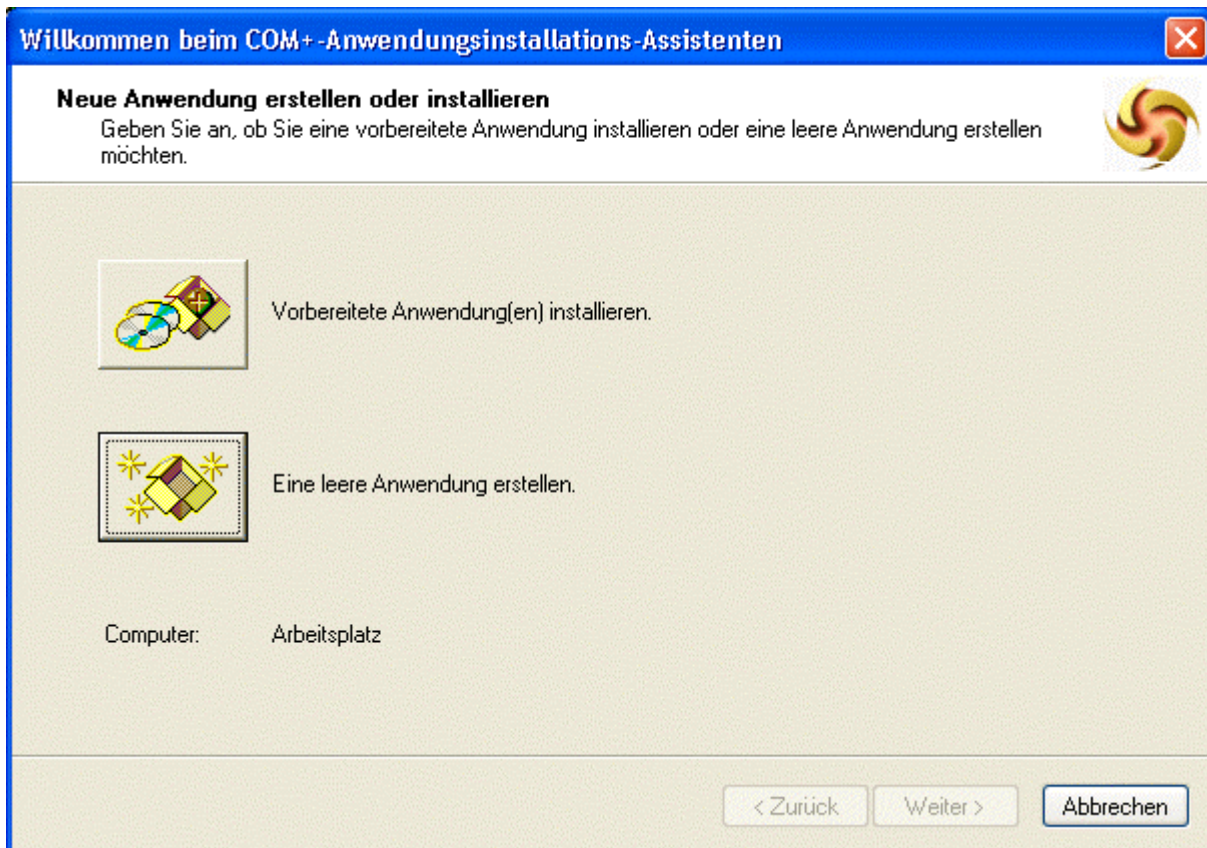 Willkommen beim COM+-Anwendungsinstallations-Assistenten
Neue Anwendung erstellen oder installieren
Geben Sie an, ob Sie eine vorbereitete Anwendung installieren oder eine leere Anwendung erstellen
möchten.
Vorbereitete Anwendung(en) installieren.
Eine leere Anwendung erstellen.
Computer: Arbeitsplatz
< Zurück Weiter > Abbrechen